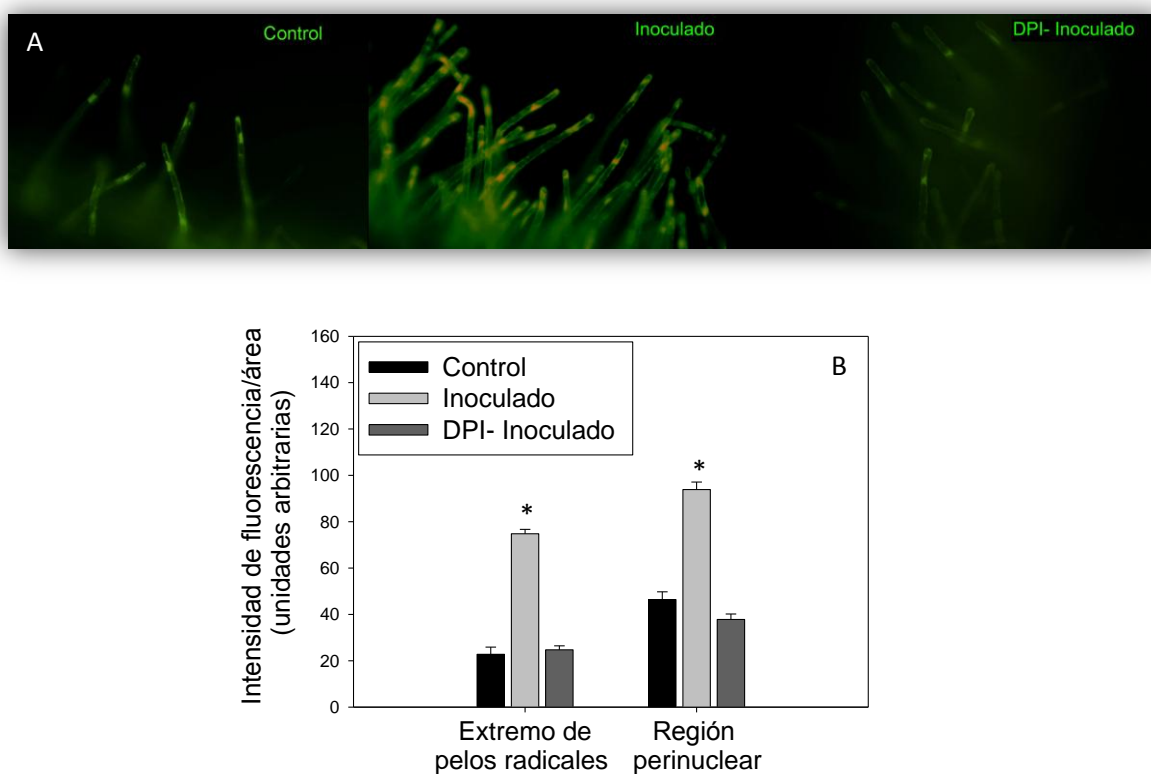 A
Control
Inoculado
DPI- Inoculado
B
Intensidad de fluorescencia/área
(unidades arbitrarias)
160
140
120
100
80
60
40
20
0
Control
Inoculado
DPI- Inoculado
*
*
Extremo de
pelos radicales
Región
perinuclear